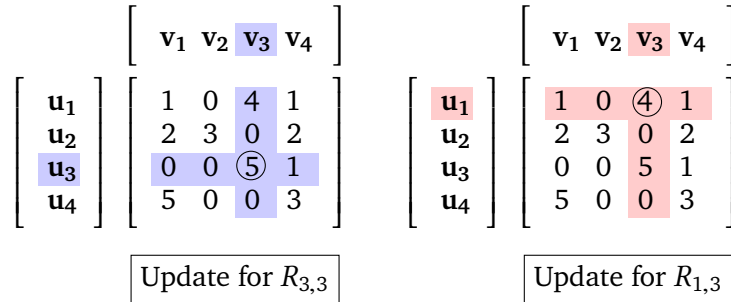 v₁ v₂ v₃ v₄
u₁ 1 0 4 1
u₂ 2 3 0 2
u₃ 0 0 5 1
u₄ 5 0 0 3
Update for R₃,₃
v₁ v₂ v₃ v₄
u₁ 1 0 4 1
u₂ 2 3 0 2
u₃ 0 0 5 1
u₄ 5 0 0 3
Update for R₁,₃